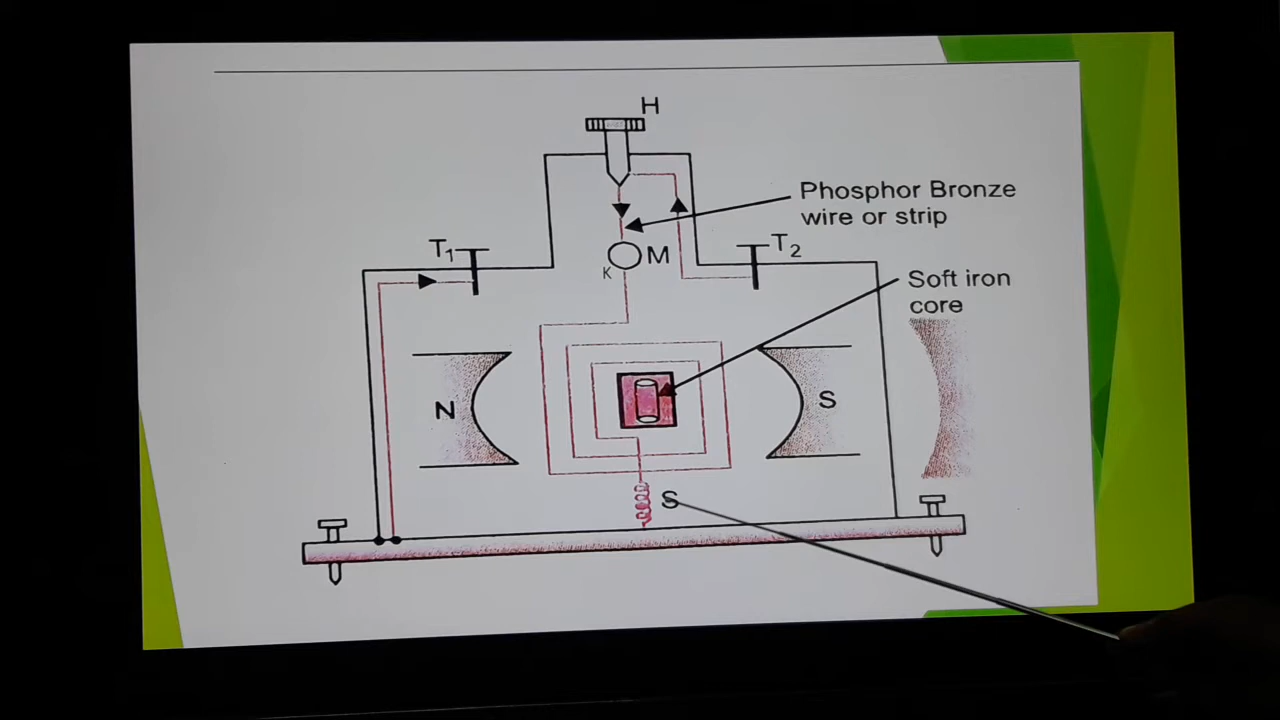 H
Phosphor Bronze
wire or strip
T1
M
K
T2
Soft iron
core
N
S
S